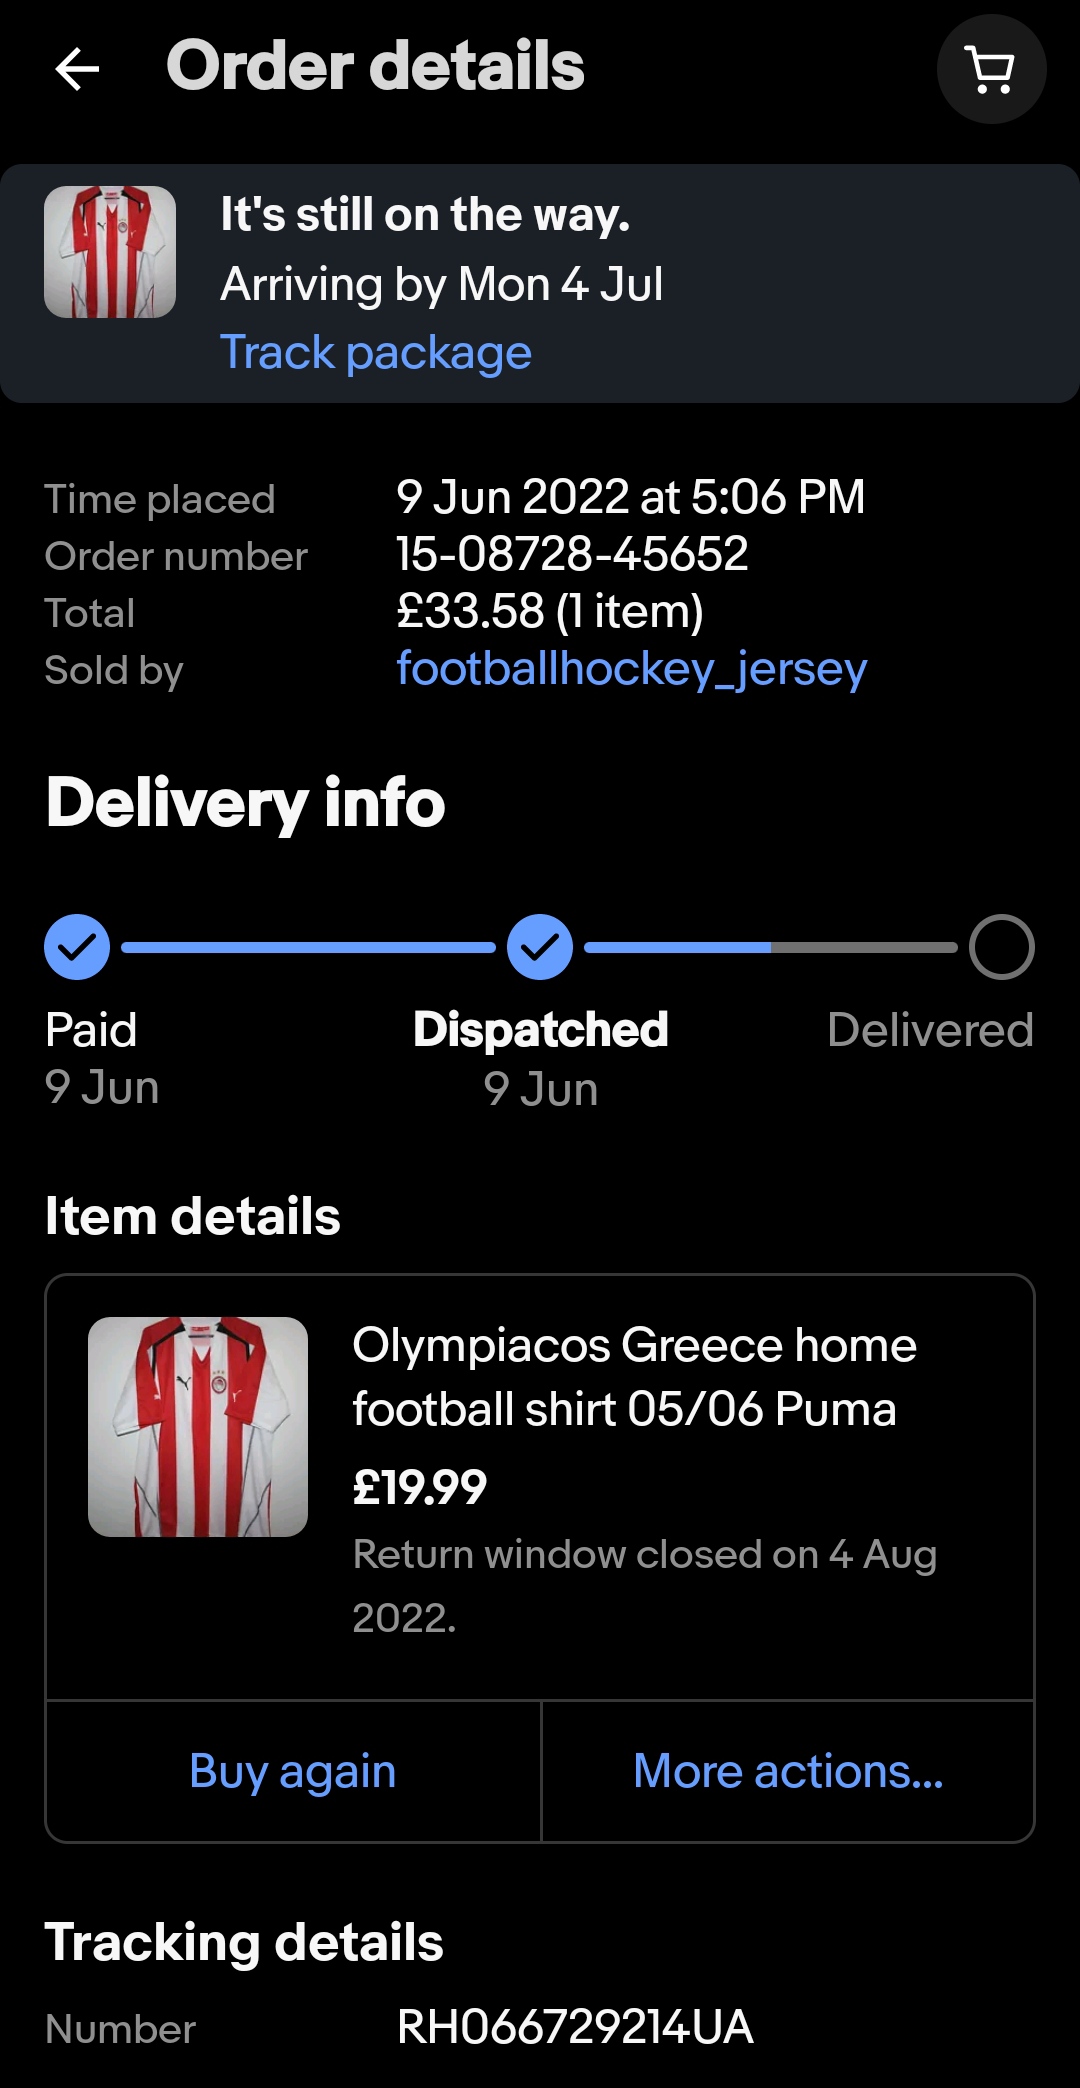 Order details
It's still on the way.
Arriving by Mon 4 Jul
Track package
Time placed 9 Jun 2022 at 5:06 PM
Order number 15-08728-45652
Total £33.58 (1 item)
Sold by footballhockey_jersey
Delivery info
Paid Dispatched Delivered
9 Jun 9 Jun
Item details
Olympiacos Greece home
football shirt 05/06 Puma
£19.99
Return window closed on 4 Aug
2022.
Buy again More actions...
Tracking details
Number RH066729214UA